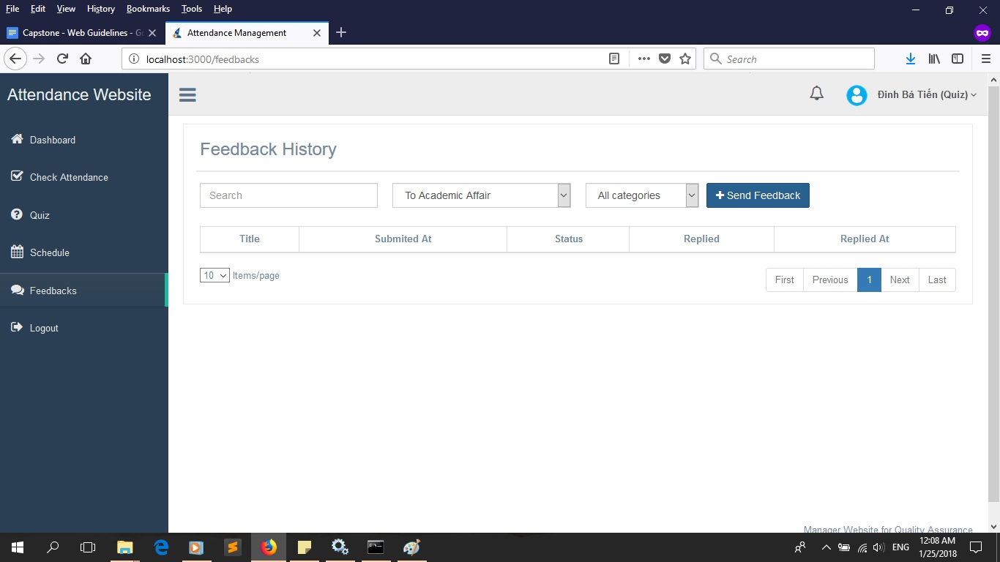 File Edit View History Bookmarks Tools Help
Capstone - Web Guidelines - G
Attendance Management
localhost:3000/feedbacks
Search
Attendance Website
Đinh Bá Tiến (Quiz)
Dashboard
Check Attendance
Quiz
Schedule
Feedbacks
Logout
Feedback History
Search
To Academic Affair
All categories
Send Feedback
Title Submited At Status Replied Replied At
10 Items/page
First Previous 1 Next Last
Manager Website for Quality Assurance
ENG
12:08 AM
1/25/2018